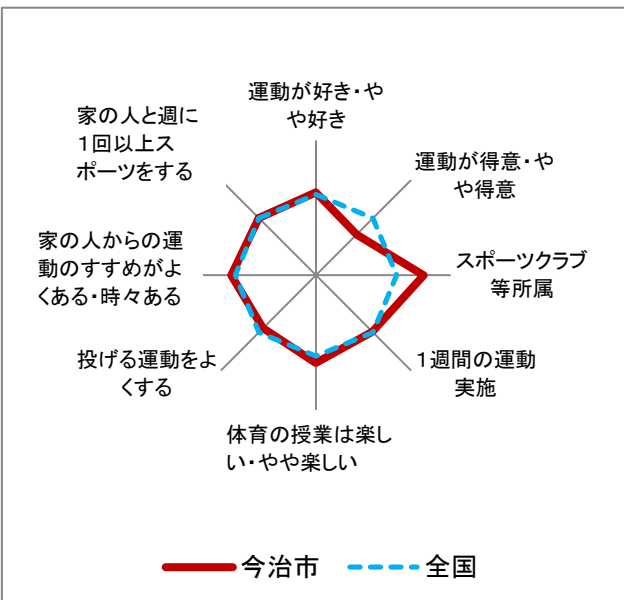 運動が好き・や
や好き
運動が得意・や
や得意
スポーツクラブ
等所属
１週間の運動
実施
体育の授業は楽し
い・やや楽しい
投げる運動をよ
くする
家の人からの運
動のすすめがよ
くある・時々ある
家の人と週に
１回以上ス
ポーツをする
今治市
全国